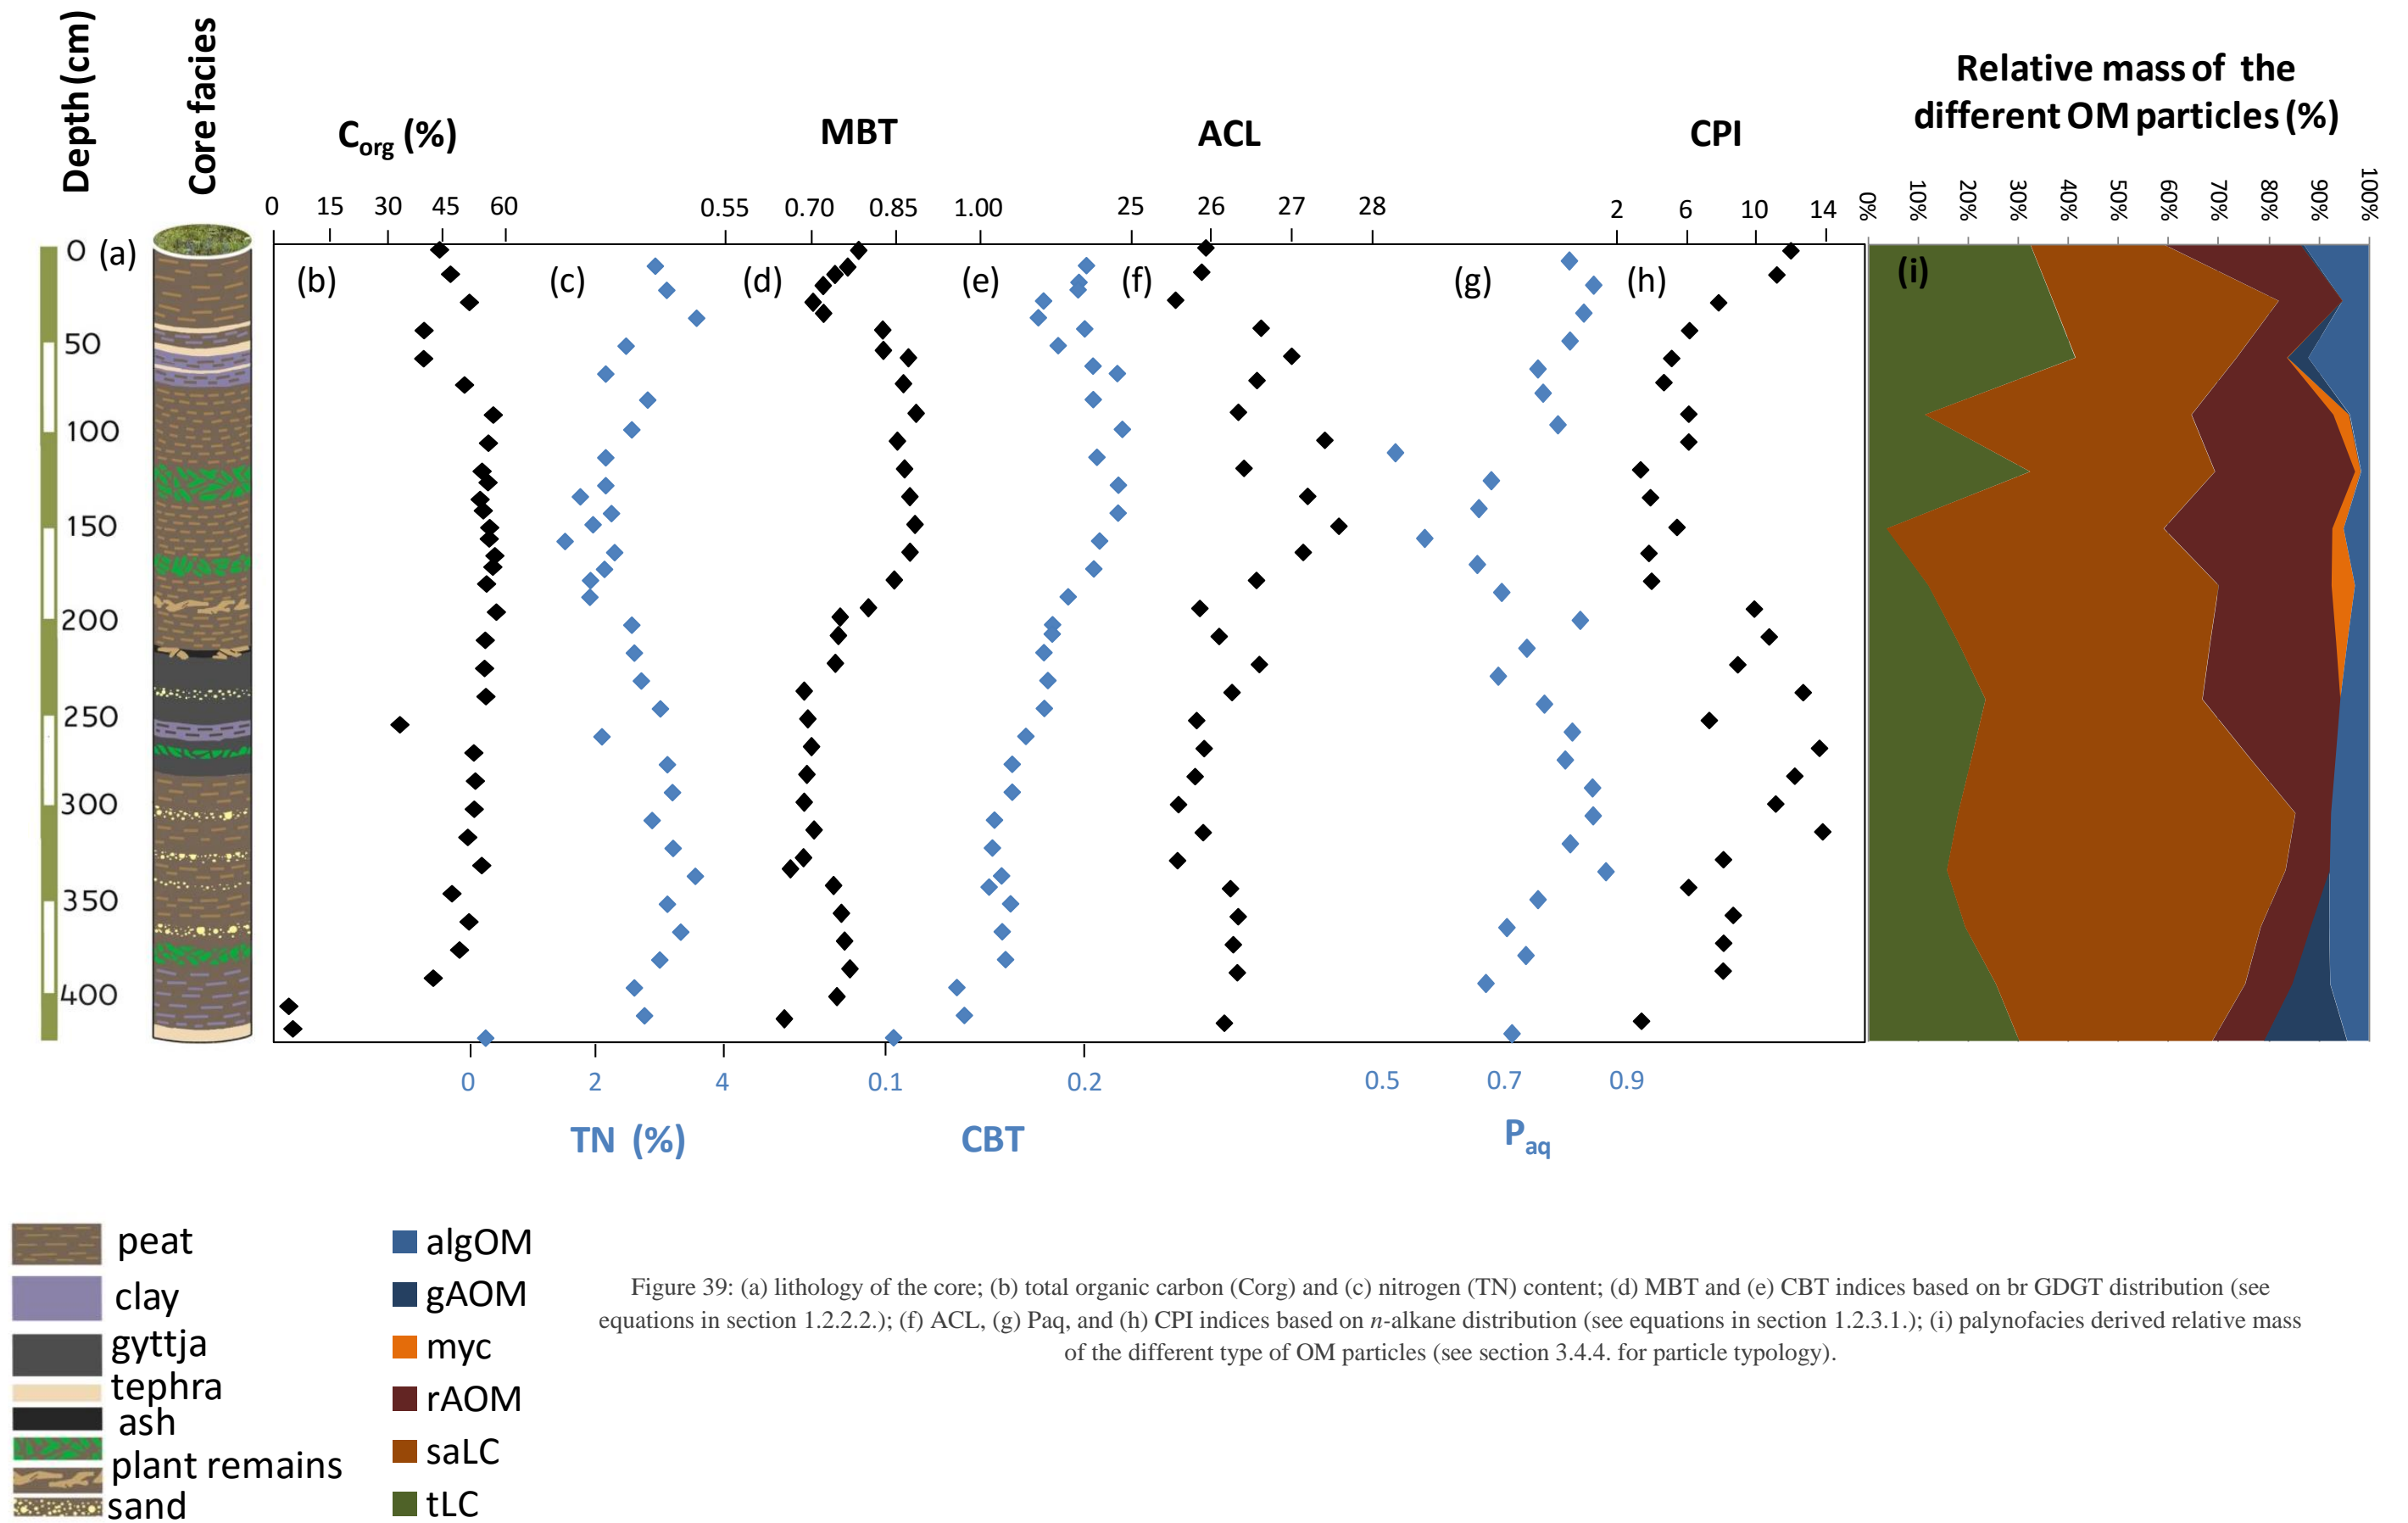 Depth (cm)
Core facies
Corg (%)
MBT
ACL
CPI
Relative mass of the
different OM particles (%)
0 15 30 45 60
0.55 0.70 0.85 1.00
25 26 27 28
2 6 10 14
0% 10% 20% 30% 40% 50% 60% 70% 80% 90% 100%
0
50
100
150
200
250
300
350
400
(a)
(b)
(c)
(d)
(e)
(f)
(g)
(h)
(i)
0 2 4
0.1 0.2
0.5 0.7 0.9
TN (%)
CBT
Paq
peat
clay
gyttja
tephra
ash
plant remains
sand
algOM
gAOM
myc
rAOM
saLC
tLC
Figure 39: (a) lithology of the core; (b) total organic carbon (Corg) and (c) nitrogen (TN) content; (d) MBT and (e) CBT indices based on br GDGT distribution (see
equations in section 1.2.2.2.); (f) ACL, (g) Paq, and (h) CPI indices based on n-alkane distribution (see equations in section 1.2.3.1.); (i) palynofacies derived relative mass
of the different type of OM particles (see section 3.4.4. for particle typology).